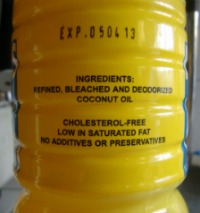 EXP.050413
INGREDIENTS:
REFINED, BLEACHED AND DEODORIZED
COCONUT OIL
CHOLESTEROL-FREE
LOW IN SATURATED FAT
NO ADDITIVES OR PRESERVATIVES